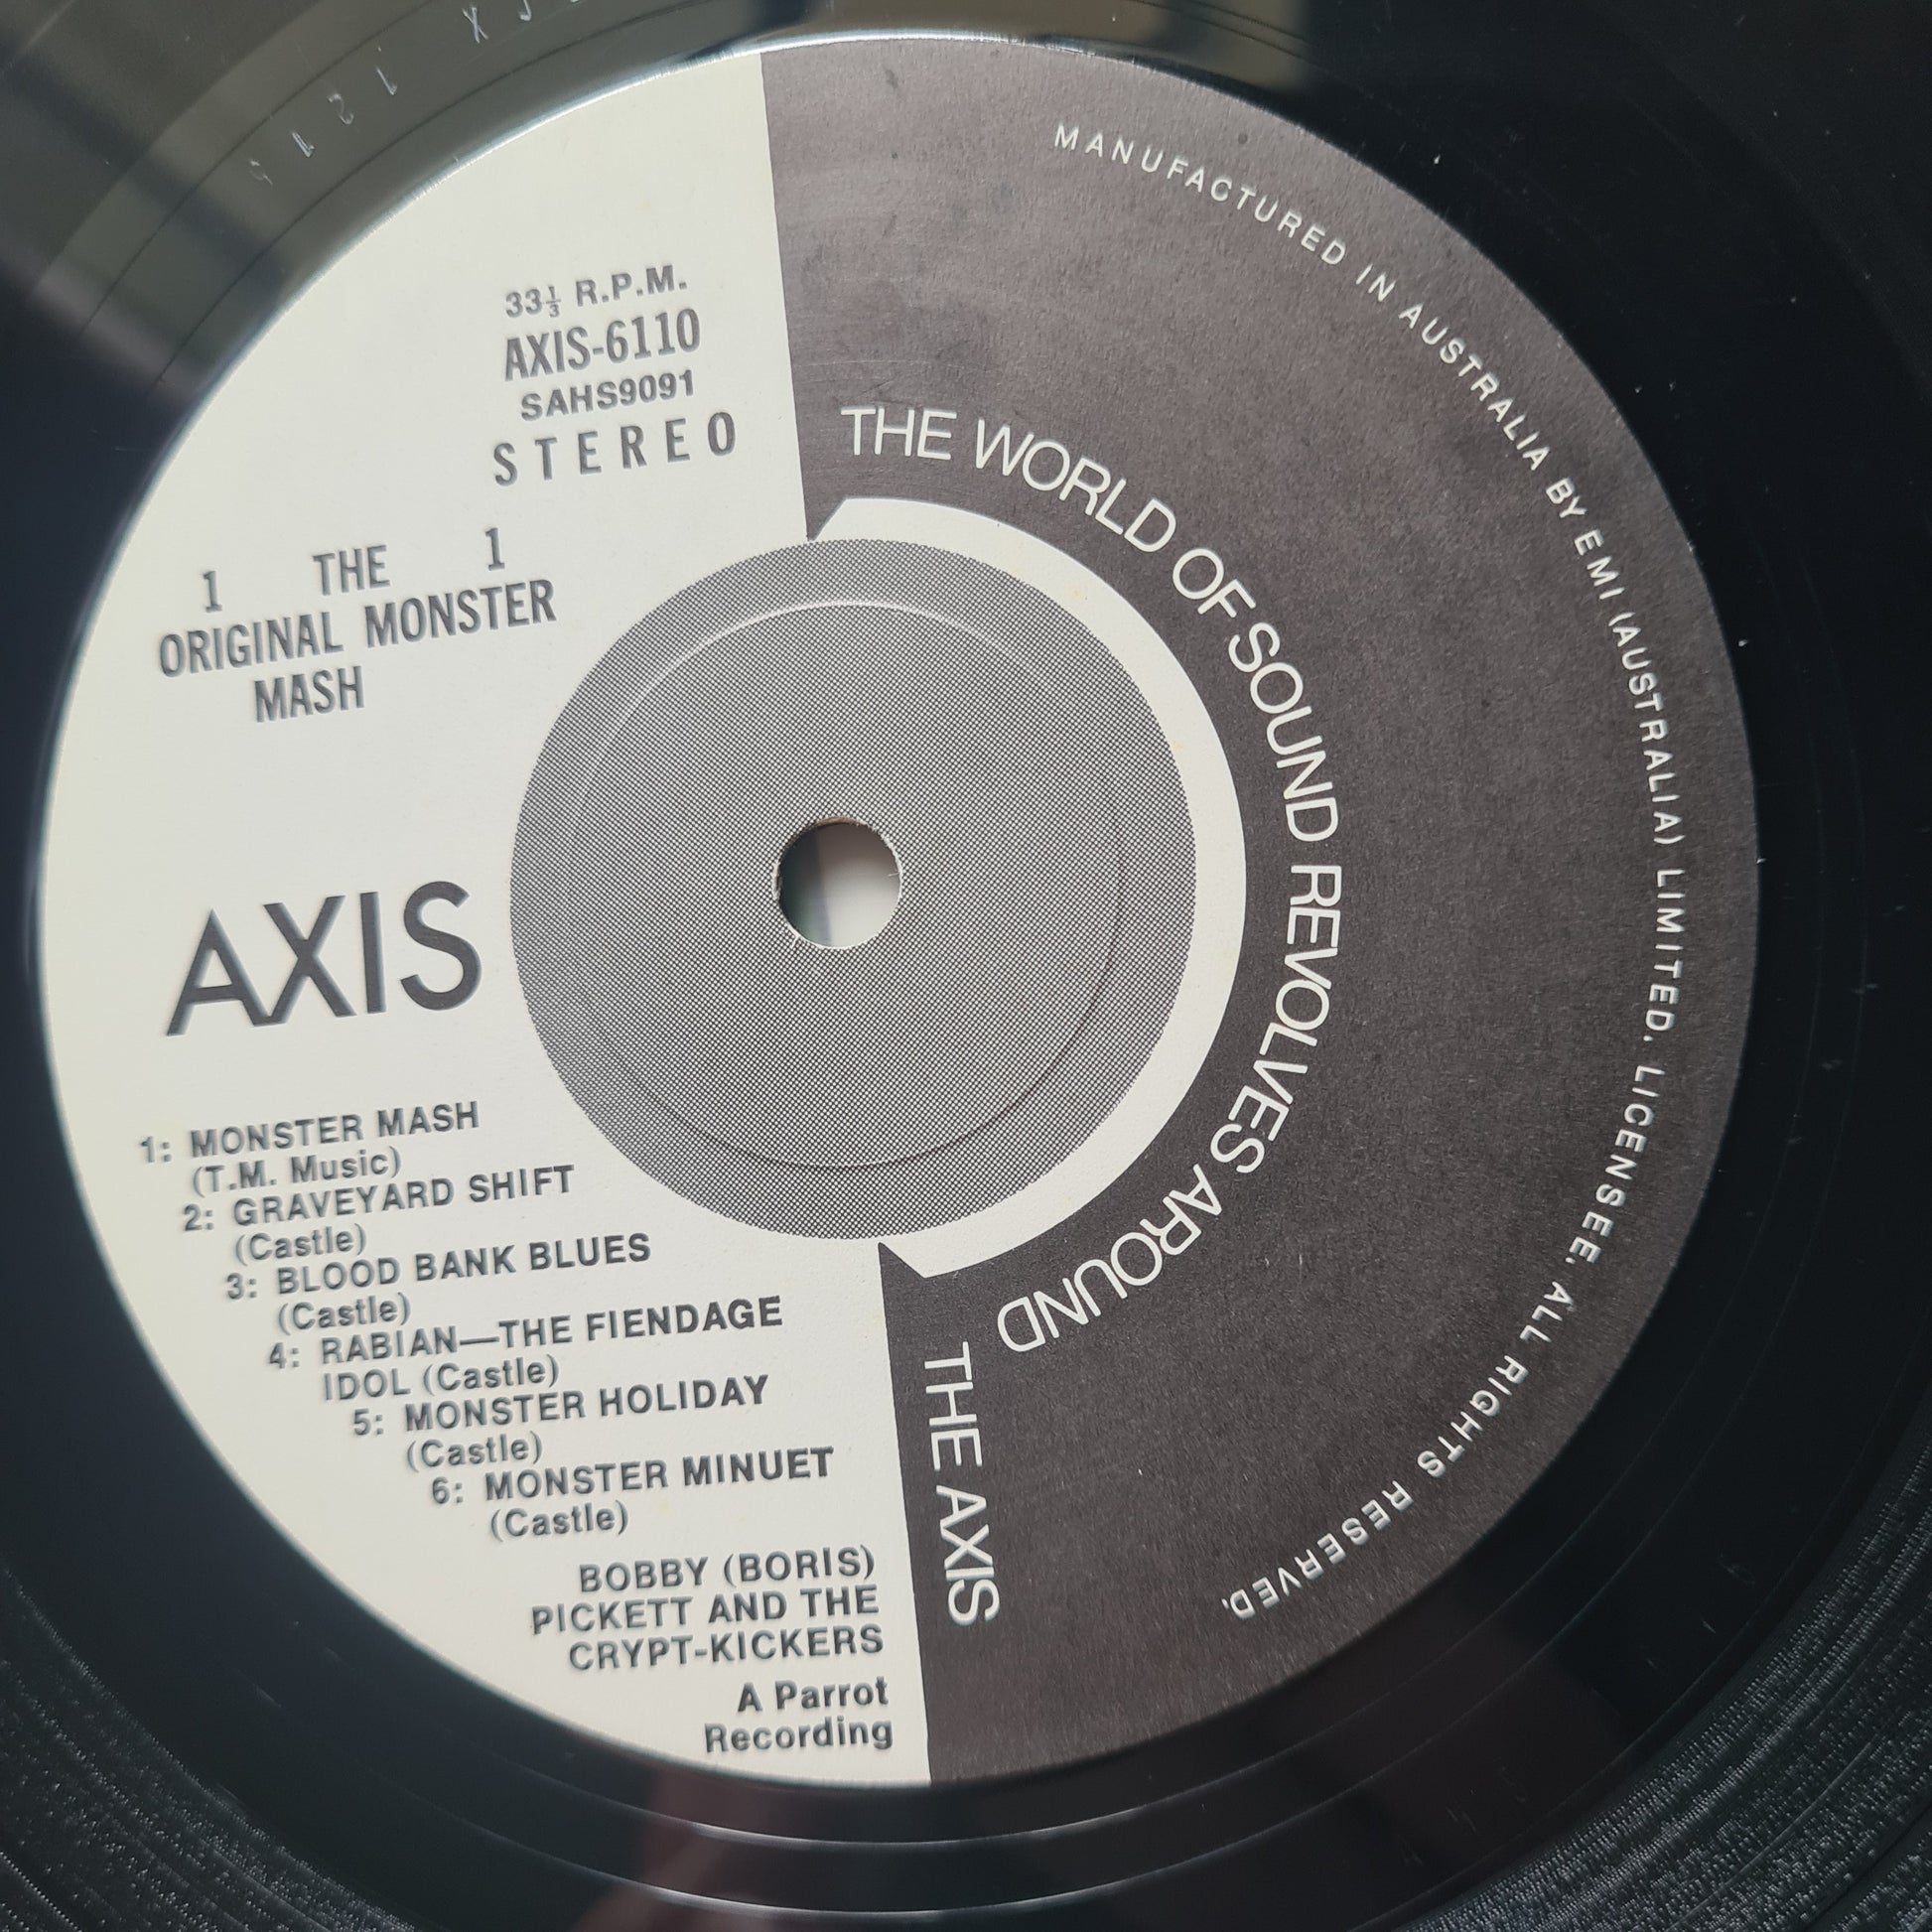 33⅓ R.P.M.
AXIS-6110
SAHS9091
STEREO
1 THE 1
ORIGINAL MONSTER
MASH
AXIS
1: MONSTER MASH
(T.M. Music)
2: GRAVEYARD SHIFT
(Castle)
3: BLOOD BANK BLUES
(Castle)
4: RABIAN—THE FIENDAGE
IDOL (Castle)
5: MONSTER HOLIDAY
(Castle)
6: MONSTER MINUET
(Castle)
BOBBY (BORIS)
PICKETT AND THE
CRYPT-KICKERS
A Parrot
Recording
THE WORLD OF SOUND REVOLVES AROUND
THE AXIS
MANUFACTURED IN AUSTRALIA BY EMI (AUSTRALIA) LIMITED. LICENSEE. ALL RIGHTS RESERVED.